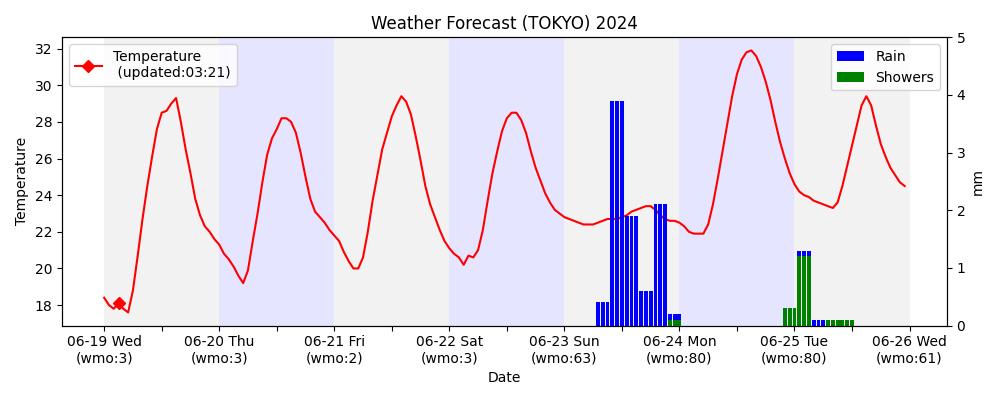 Weather Forecast (TOKYO) 2024
Temperature
(updated:03:21)
Rain
Showers
Temperature
32
30
28
26
24
22
20
18
5
4
3
2
1
0
mm
06-19 Wed
(wmo:3)
06-20 Thu
(wmo:3)
06-21 Fri
(wmo:2)
06-22 Sat
(wmo:3)
06-23 Sun
(wmo:63)
06-24 Mon
(wmo:80)
06-25 Tue
(wmo:80)
06-26 Wed
(wmo:61)
Date